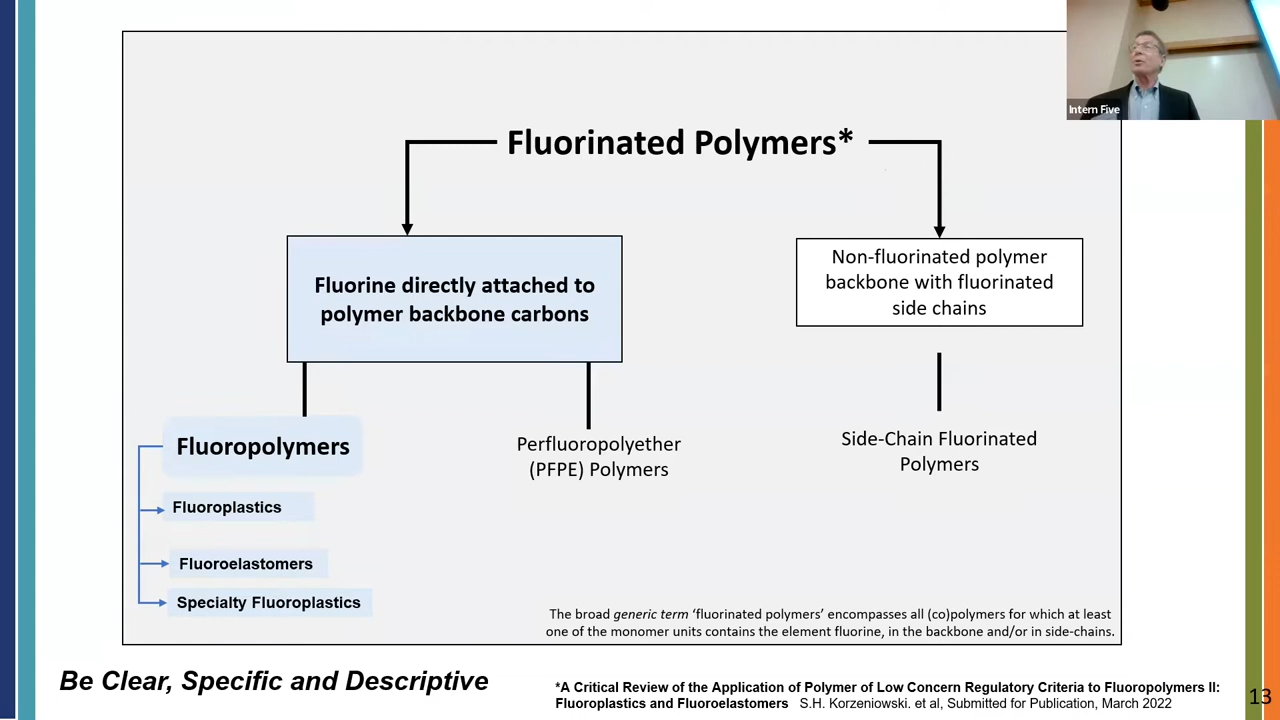 Intern Five
Fluorinated Polymers*
Fluorine directly attached to
polymer backbone carbons
Non-fluorinated polymer
backbone with fluorinated
side chains
Fluoropolymers
Fluoroplastics
Fluoroelastomers
Specialty Fluoroplastics
Perfluoropolyether
(PFPE) Polymers
Side-Chain Fluorinated
Polymers
The broad generic term ‘fluorinated polymers’ encompasses all (co)polymers for which at least
one of the monomer units contains the element fluorine, in the backbone and/or in side-chains.
Be Clear, Specific and Descriptive
*A Critical Review of the Application of Polymer of Low Concern Regulatory Criteria to Fluoropolymers II:
Fluoroplastics and Fluoroelastomers S.H. Korzeniowski. et al, Submitted for Publication, March 2022
13